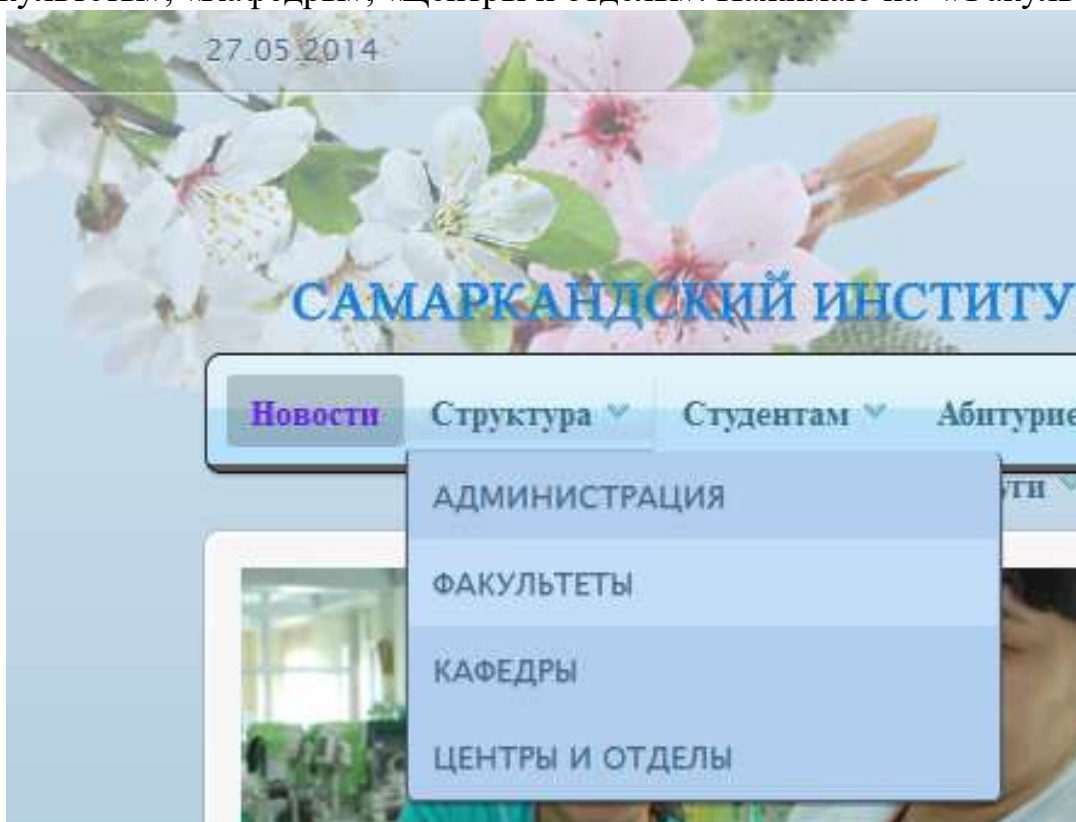 27.05.2014
САМАРКАНДСКИЙ ИНСТИТУ
Новости Структура Студентам Абитурие
АДМИНИСТРАЦИЯ
ФАКУЛЬТЕТЫ
КАФЕДРЫ
ЦЕНТРЫ И ОТДЕЛЫ